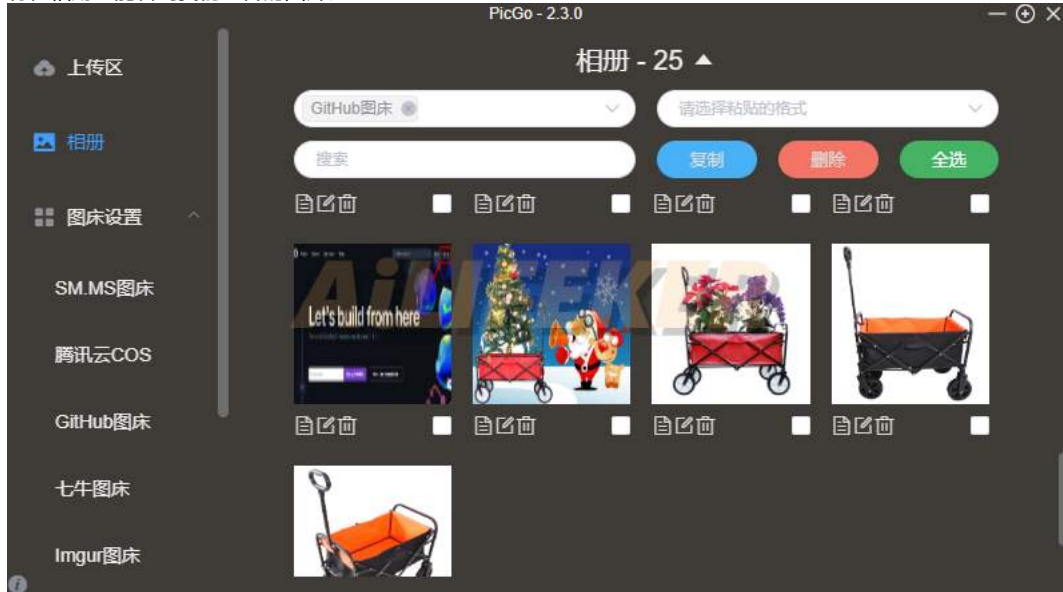 PicGo - 2.3.0
上传区
相册 - 25
GitHub图床
请选择粘贴的格式
相册
搜索
复制
删除
全选
图床设置
SM.MS图床
Let's build from here
腾讯云COS
GitHub图床
七牛图床
Imgur图床